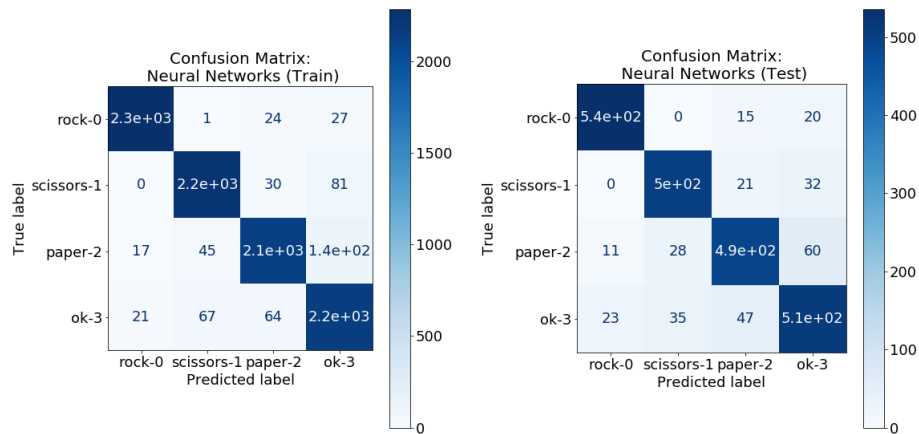 Confusion Matrix:
Neural Networks (Train)
True label
rock-0 2.3e+03 1 24 27
scissors-1 0 2.2e+03 30 81
paper-2 17 45 2.1e+03 1.4e+02
ok-3 21 67 64 2.2e+03
rock-0 scissors-1 paper-2 ok-3
Predicted label
2000
1500
1000
500
0
Confusion Matrix:
Neural Networks (Test)
True label
rock-0 5.4e+02 0 15 20
scissors-1 0 5e+02 21 32
paper-2 11 28 4.9e+02 60
ok-3 23 35 47 5.1e+02
rock-0 scissors-1 paper-2 ok-3
Predicted label
500
400
300
200
100
0